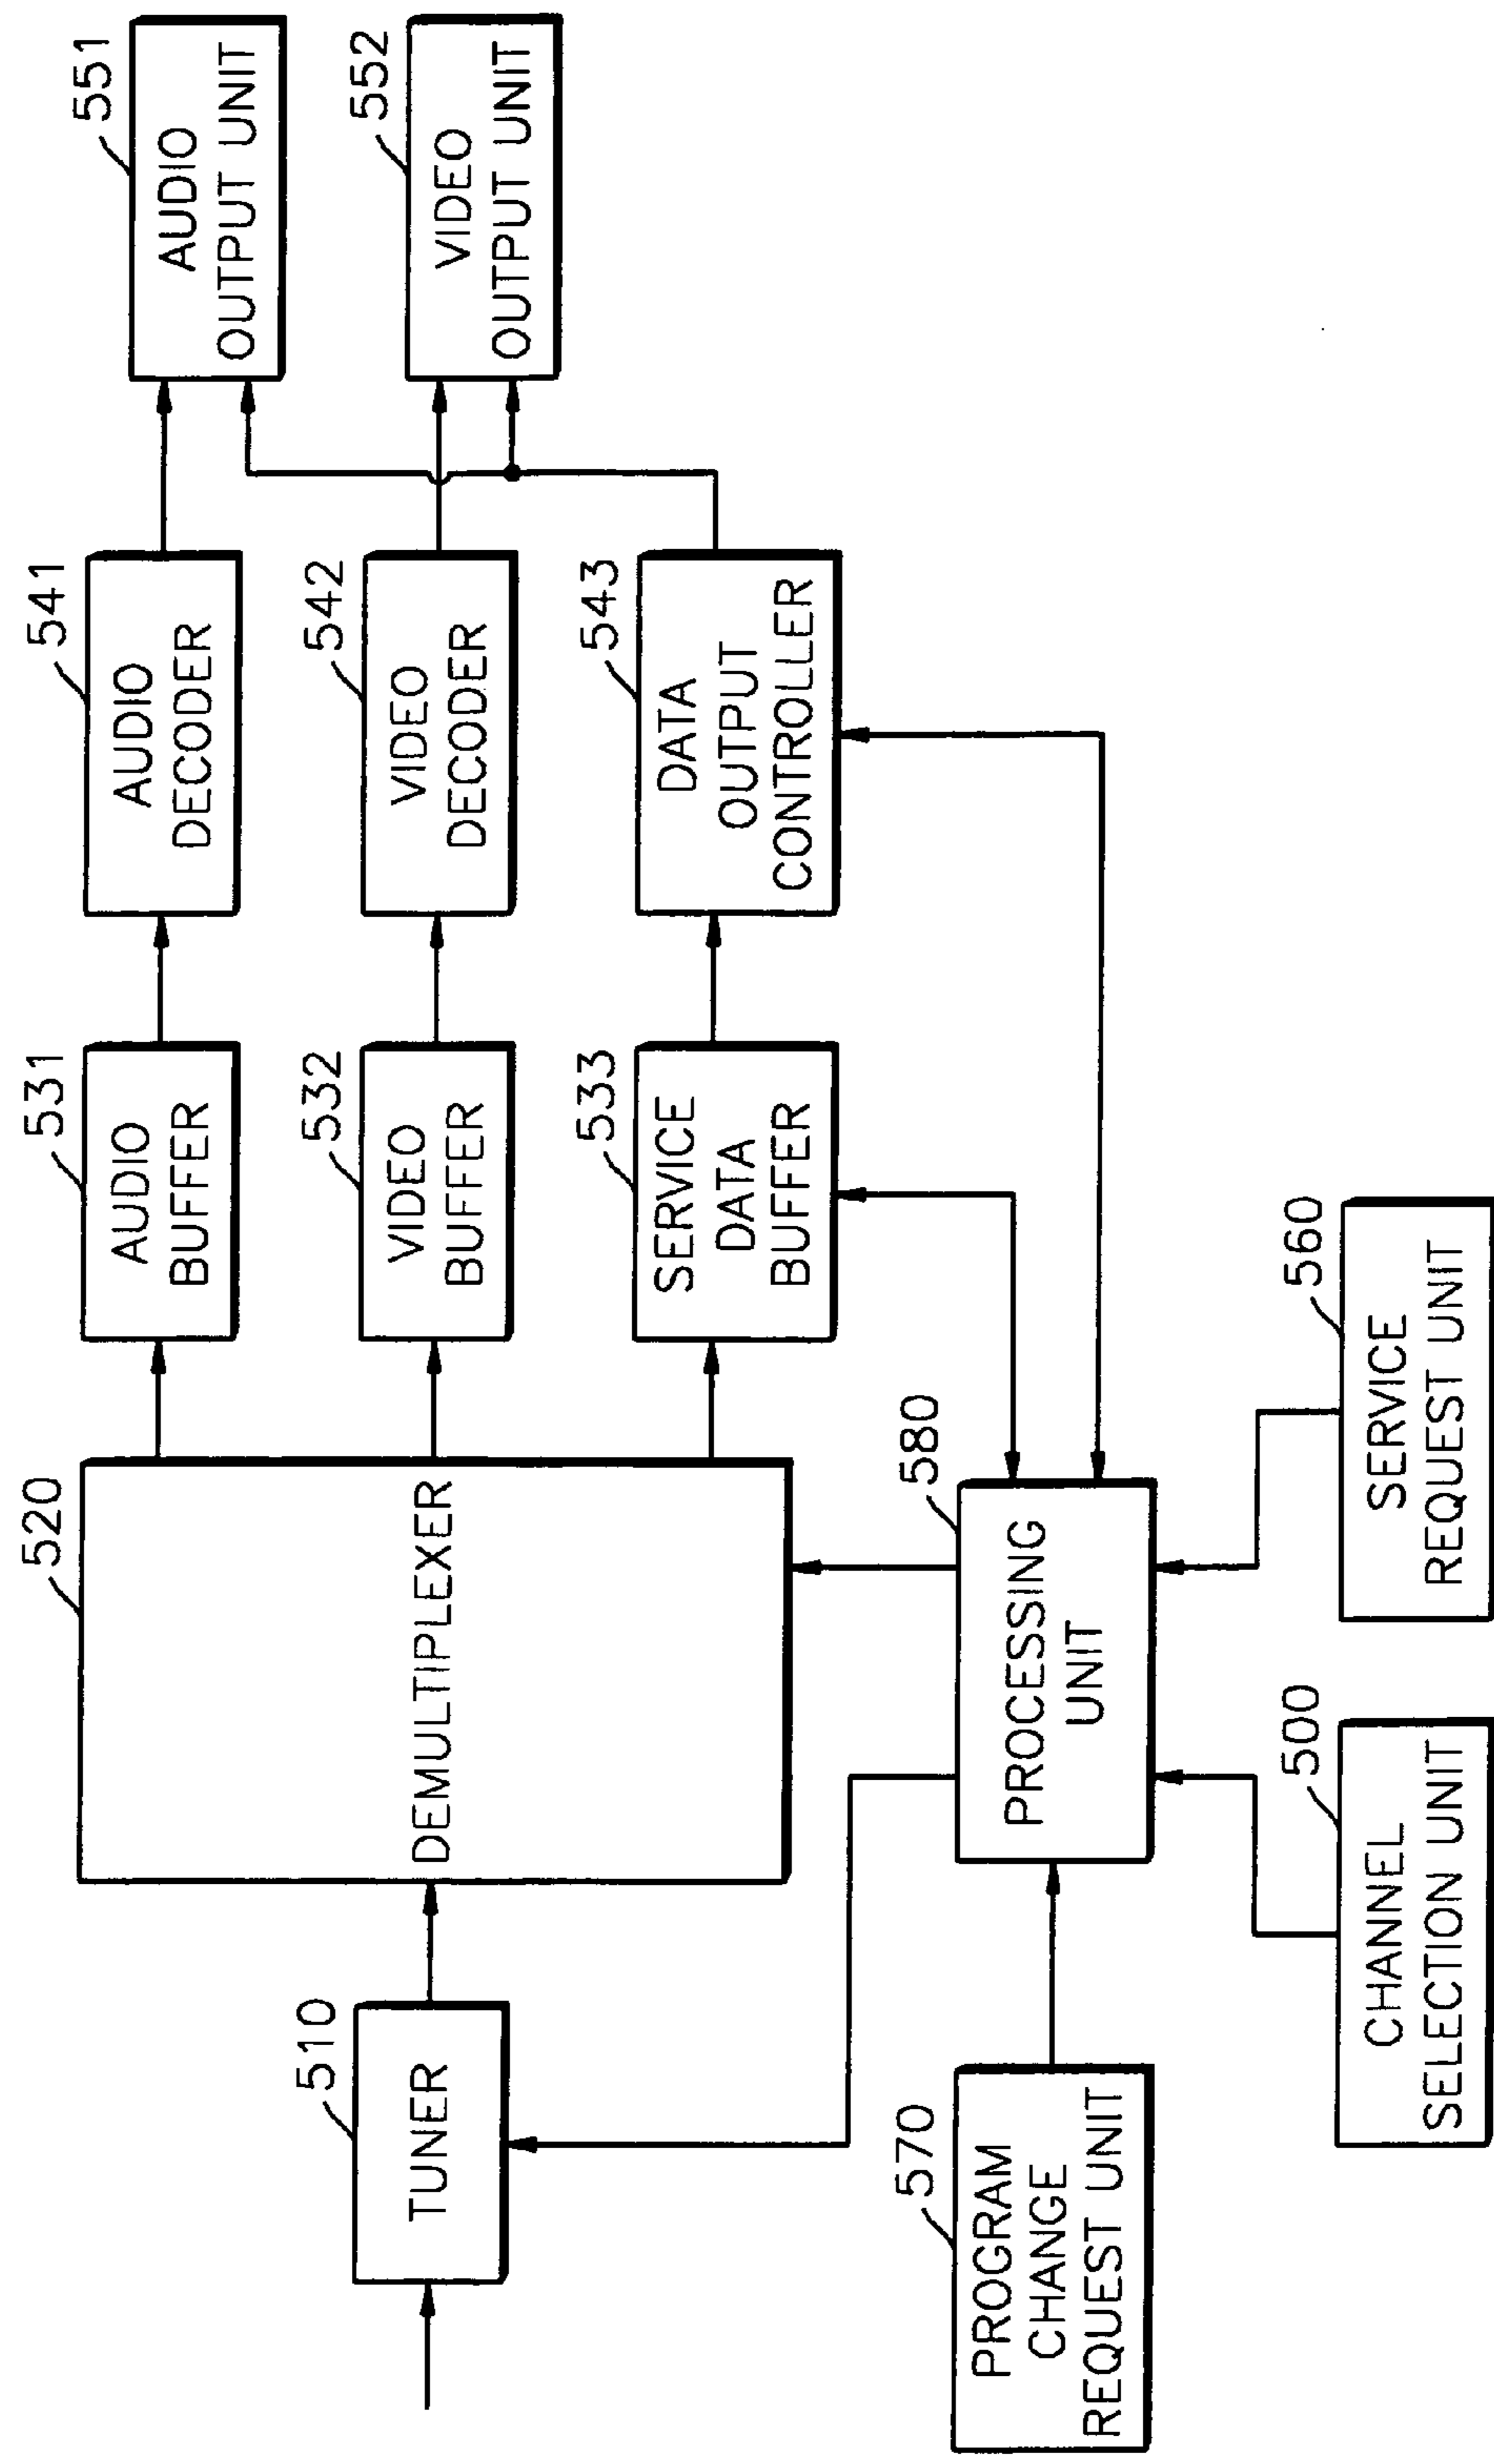 551
AUDIO
OUTPUT UNIT
552
VIDEO
OUTPUT UNIT
541
AUDIO
DECODER
542
VIDEO
DECODER
543
DATA
OUTPUT
CONTROLLER
531
AUDIO
BUFFER
532
VIDEO
BUFFER
533
SERVICE
DATA
BUFFER
520
DEMULTIPLEXER
510
TUNER
580
PROCESSING
UNIT
570
PROGRAM
CHANGE
REQUEST UNIT
560
SERVICE
REQUEST UNIT
500
CHANNEL
SELECTION UNIT